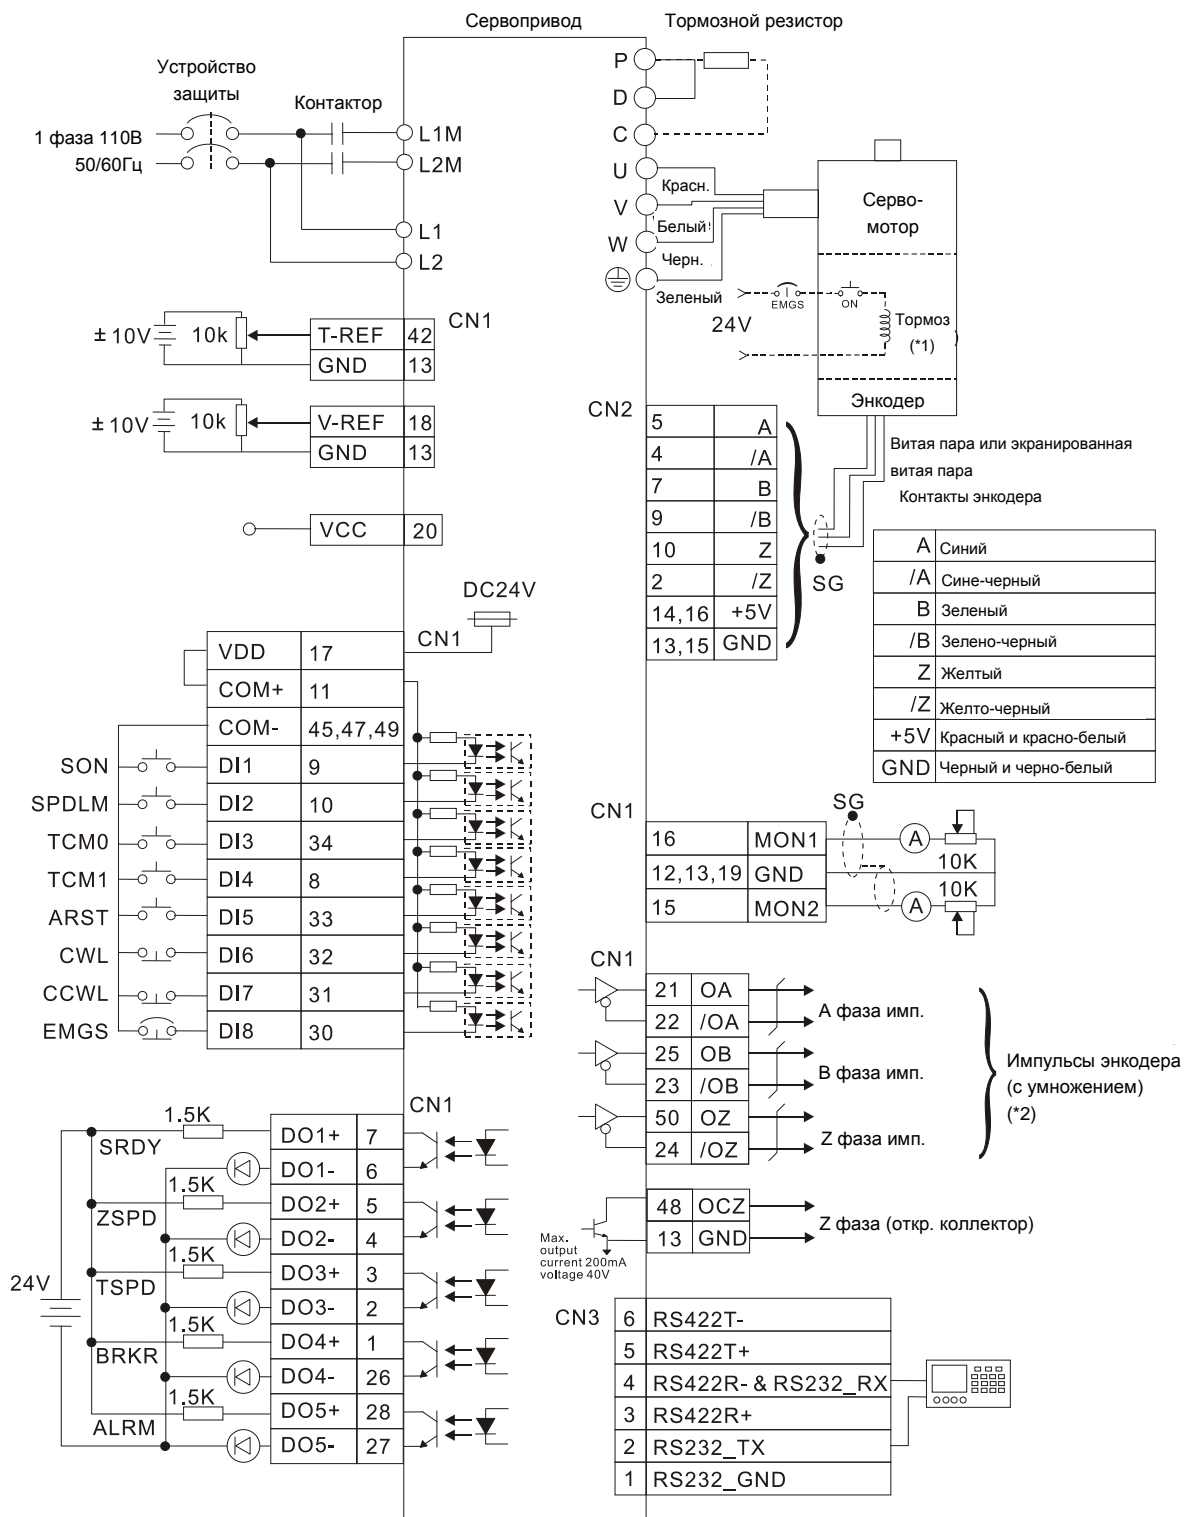 Сервопривод
Тормозной резистор
Устройство
защиты
Контактор
1 фаза 110В
50/60Гц
L1M
L2M
L1
L2
P
D
C
U
V
W
Красн.
Белый
Черн.
Зеленый
Серво-
мотор
EMGS
ON
24V
Тормоз
(*1)
Энкодер
± 10V
10k
T-REF 42
GND 13
CN1
± 10V
10k
V-REF 18
GND 13
VCC 20
CN2
5 A
4 /A
7 B
9 /B
10 Z
2 /Z
14,16 +5V
13,15 GND
SG
Витая пара или экранированная
витая пара
Контакты энкодера
A Синий
/A Сине-черный
B Зеленый
/B Зелено-черный
Z Желтый
/Z Желто-черный
+5V Красный и красно-белый
GND Черный и черно-белый
DC24V
CN1
VDD 17
COM+ 11
COM- 45,47,49
SON DI1 9
SPDLM DI2 10
TCM0 DI3 34
TCM1 DI4 8
ARST DI5 33
CWL DI6 32
CCWL DI7 31
EMGS DI8 30
CN1
SG
16 MON1
12,13,19 GND
15 MON2
A
10K
10K
A
CN1
21 OA
22 /OA
А фаза имп.
25 OB
23 /OB
В фаза имп.
50 OZ
24 /OZ
Z фаза имп.
Импульсы энкодера
(с умножением)
(*2)
48 OCZ
13 GND
Z фаза (откр. коллектор)
Max.
output
current 200mA
voltage 40V
CN1
24V
1.5K
SRDY
DO1+ 7
DO1- 6
1.5K
ZSPD
DO2+ 5
DO2- 4
1.5K
TSPD
DO3+ 3
DO3- 2
1.5K
BRKR
DO4+ 1
DO4- 26
1.5K
ALRM
DO5+ 28
DO5- 27
CN3
6 RS422T-
5 RS422T+
4 RS422R- & RS232_RX
3 RS422R+
2 RS232_TX
1 RS232_GND